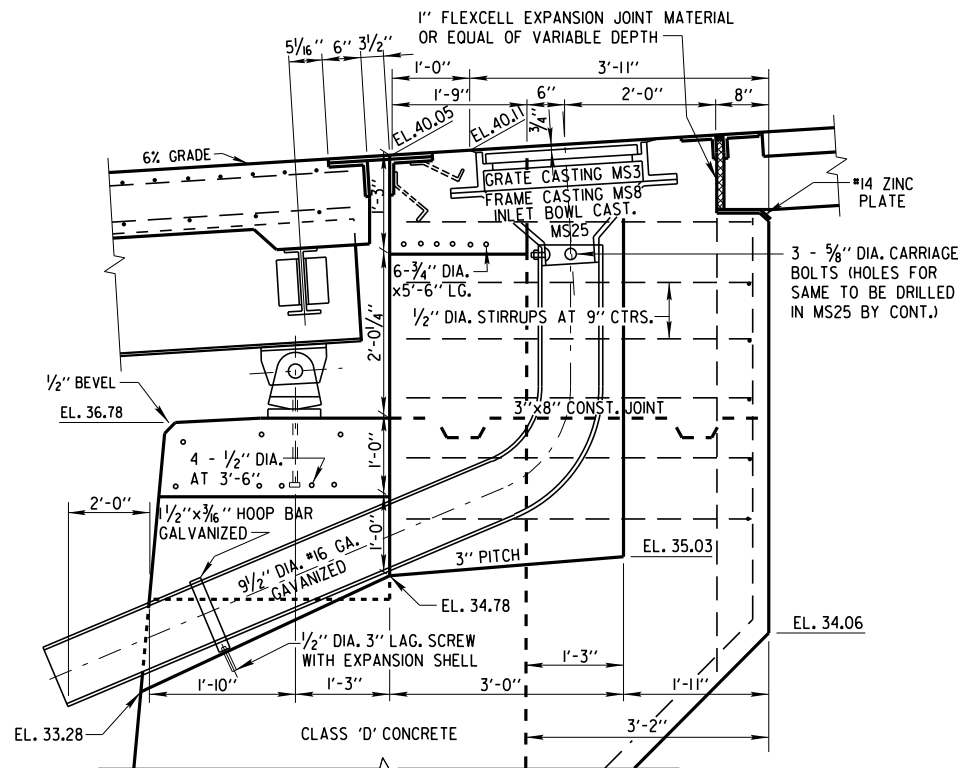 1'' FLEXCELL EXPANSION JOINT MATERIAL
OR EQUAL OF VARIABLE DEPTH
5 1/16'' 6'' 3 1/2''
1'-0'' 3'-11''
1'-9'' 6'' 2'-0'' 8''
EL. 40.05
EL. 40.11
3/4''
6% GRADE
1'-3''
GRATE CASTING MS3
FRAME CASTING MS8
INLET BOWL CAST.
MS25
#14 ZINC
PLATE
6-3/4'' DIA.
x5'-6'' LG.
3 - 5/8'' DIA. CARRIAGE
BOLTS (HOLES FOR
SAME TO BE DRILLED
IN MS25 BY CONT.)
1/2'' DIA. STIRRUPS AT 9'' CTRS.
2'-0 1/4''
1/2'' BEVEL
EL. 36.78
3''x8'' CONST. JOINT
4 - 1/2'' DIA.
AT 3'-6''
1'-0''
2'-0''
1 1/2''x3/16'' HOOP BAR
GALVANIZED
1'-0''
9 1/2'' DIA. #16 GA.
GALVANIZED
3'' PITCH
EL. 35.03
EL. 34.78
EL. 34.06
1/2'' DIA. 3'' LAG. SCREW
WITH EXPANSION SHELL
1'-3''
1'-10'' 1'-3'' 3'-0'' 1'-11''
3'-2''
EL. 33.28
CLASS 'D' CONCRETE